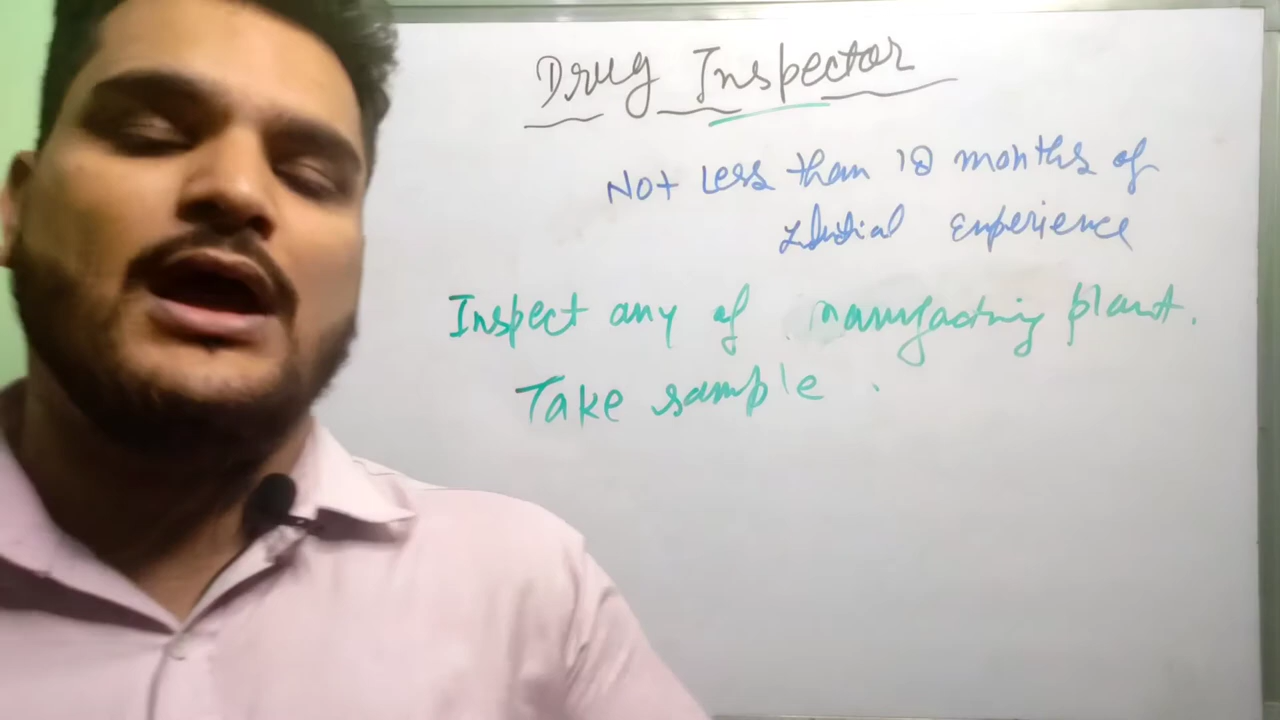 Drug Inspector
Not Less than 18 months of
experience
Inspect any of manufacturing plant.
Take sample.